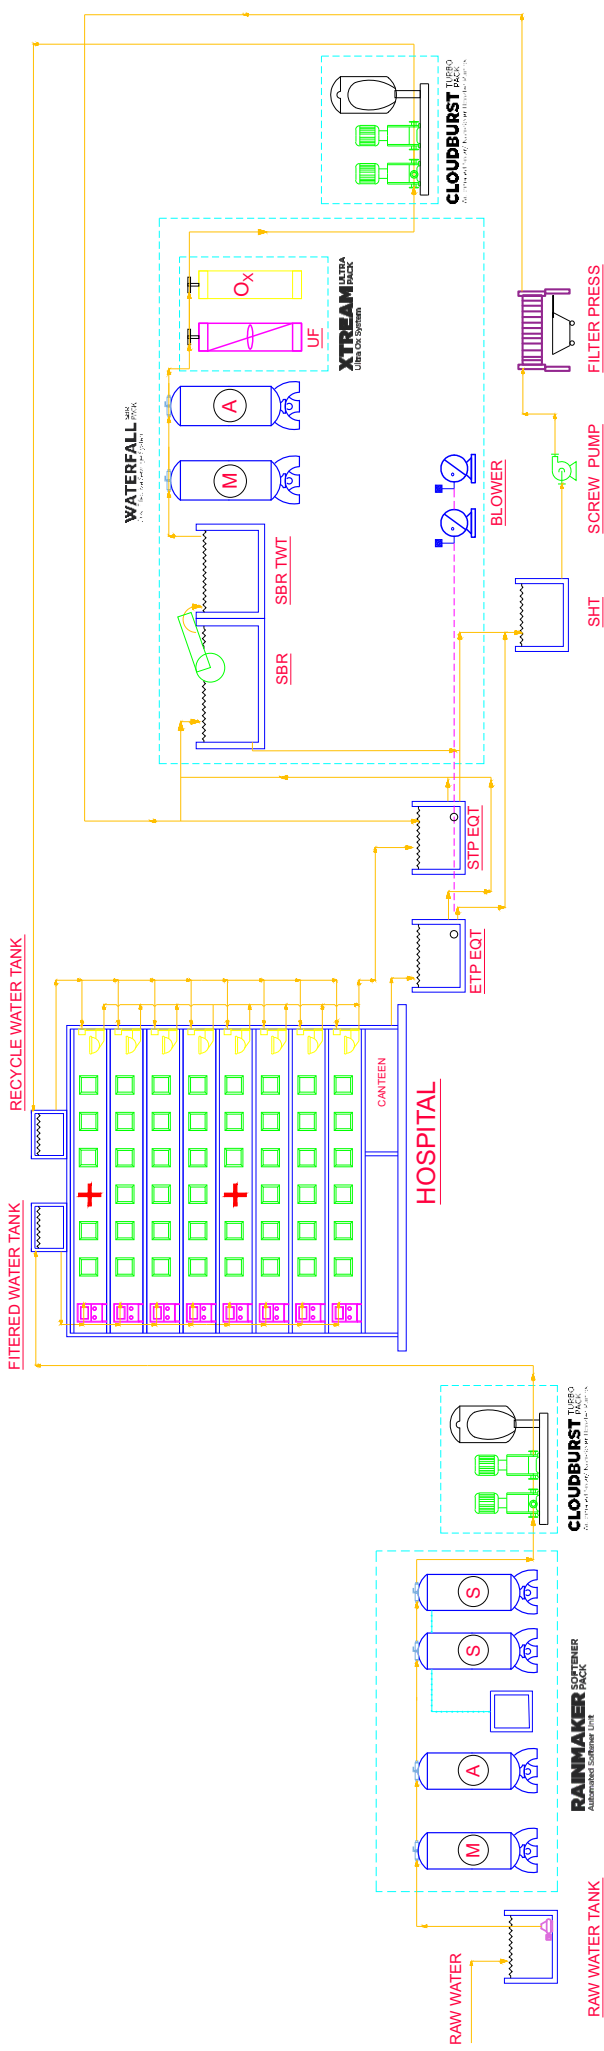 RAW WATER
RAW WATER TANK
M
A
S
S
RAINMAKER SOFTENER
PACK
Automated Softener Unit
CLOUDBURST TURBO
PACK
FITERED WATER TANK
RECYCLE WATER TANK
CANTEEN
HOSPITAL
ETP EQT
STP EQT
SBR
SBR TWT
M
A
WATERFALL SBR
PACK
UF
Ox
XTREAM ULTRA
PACK
Ultra Ox System
BLOWER
SHT
SCREW PUMP
FILTER PRESS
CLOUDBURST TURBO
PACK